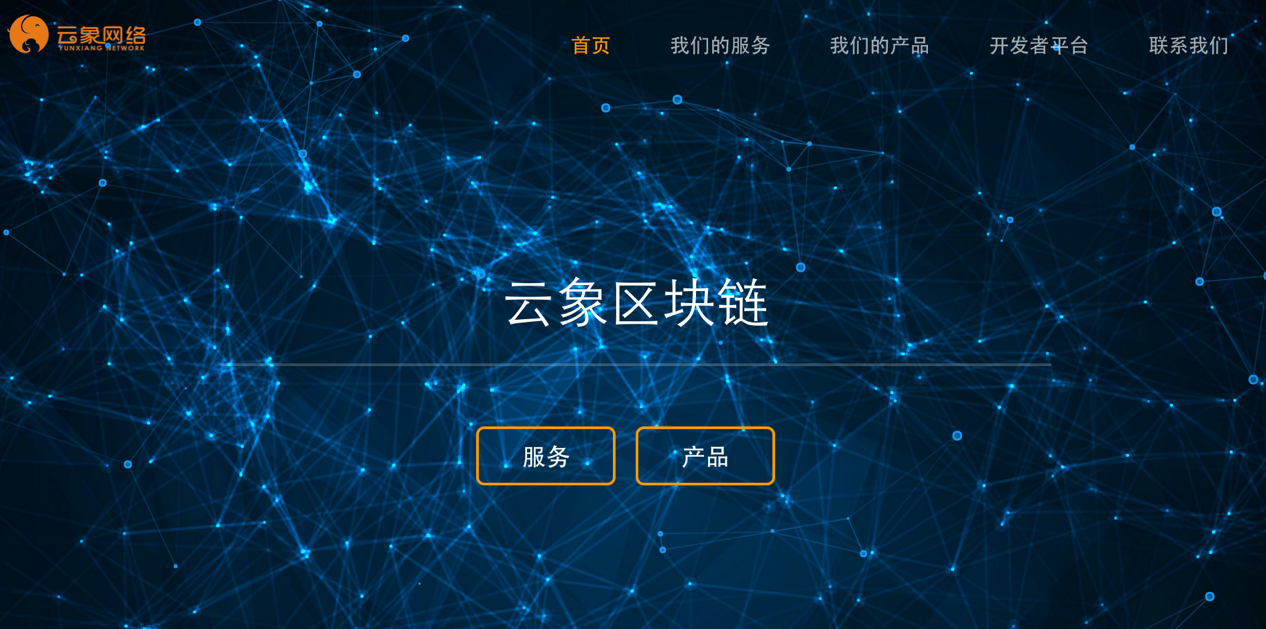 云象网络
YUNXIANG NETWORK
首页 我们的服务 我们的产品 开发者平台 联系我们
云象区块链
服务 产品